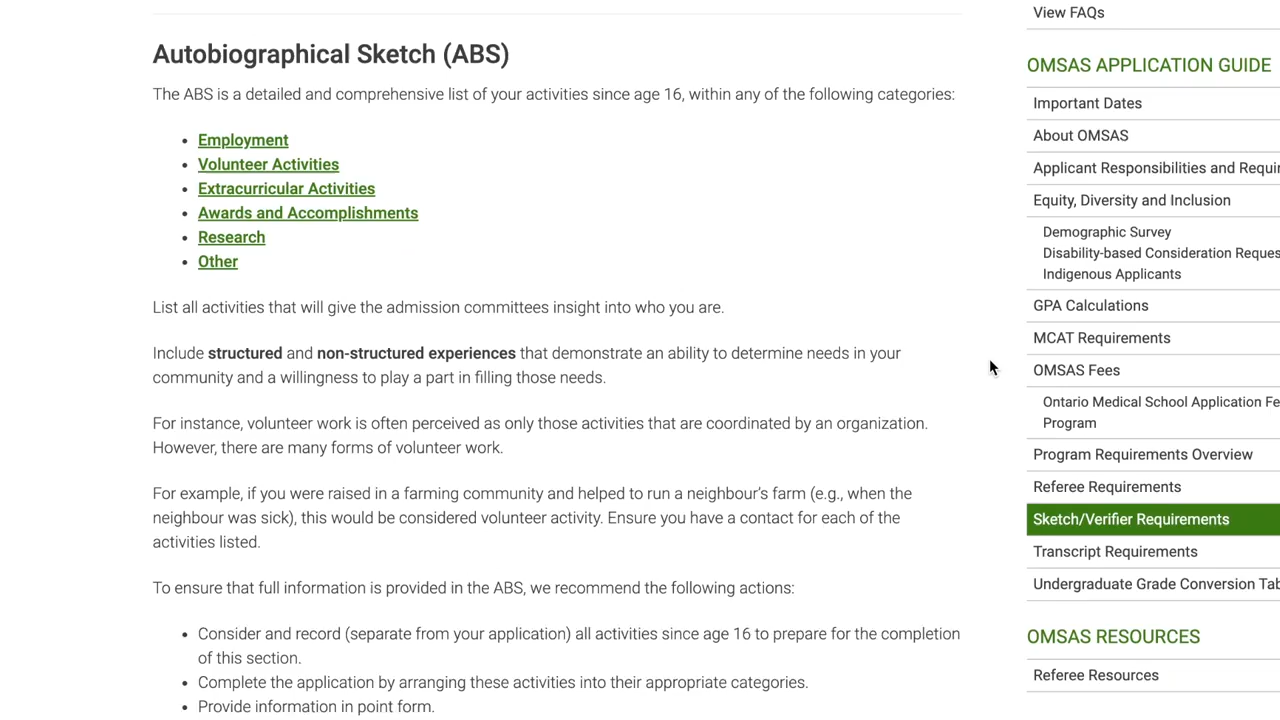 Autobiographical Sketch (ABS)
The ABS is a detailed and comprehensive list of your activities since age 16, within any of the following categories:
• Employment
• Volunteer Activities
• Extracurricular Activities
• Awards and Accomplishments
• Research
• Other
List all activities that will give the admission committees insight into who you are.
Include structured and non-structured experiences that demonstrate an ability to determine needs in your
community and a willingness to play a part in filling those needs.
For instance, volunteer work is often perceived as only those activities that are coordinated by an organization.
However, there are many forms of volunteer work.
For example, if you were raised in a farming community and helped to run a neighbour's farm (e.g., when the
neighbour was sick), this would be considered volunteer activity. Ensure you have a contact for each of the
activities listed.
To ensure that full information is provided in the ABS, we recommend the following actions:
• Consider and record (separate from your application) all activities since age 16 to prepare for the completion
of this section.
• Complete the application by arranging these activities into their appropriate categories.
• Provide information in point form.
View FAQs
OMSAS APPLICATION GUIDE
Important Dates
About OMSAS
Applicant Responsibilities and Requir
Equity, Diversity and Inclusion
Demographic Survey
Disability-based Consideration Reques
Indigenous Applicants
GPA Calculations
MCAT Requirements
OMSAS Fees
Ontario Medical School Application Fe
Program
Program Requirements Overview
Referee Requirements
Sketch/Verifier Requirements
Transcript Requirements
Undergraduate Grade Conversion Tab
OMSAS RESOURCES
Referee Resources